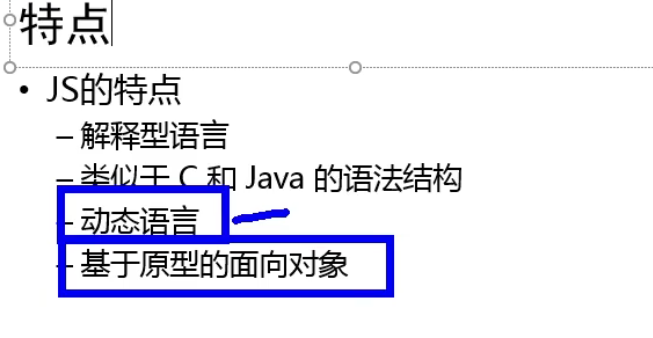 特点
• JS的特点
– 解释型语言
– 类似于 C 和 Java 的语法结构
– 动态语言
– 基于原型的面向对象